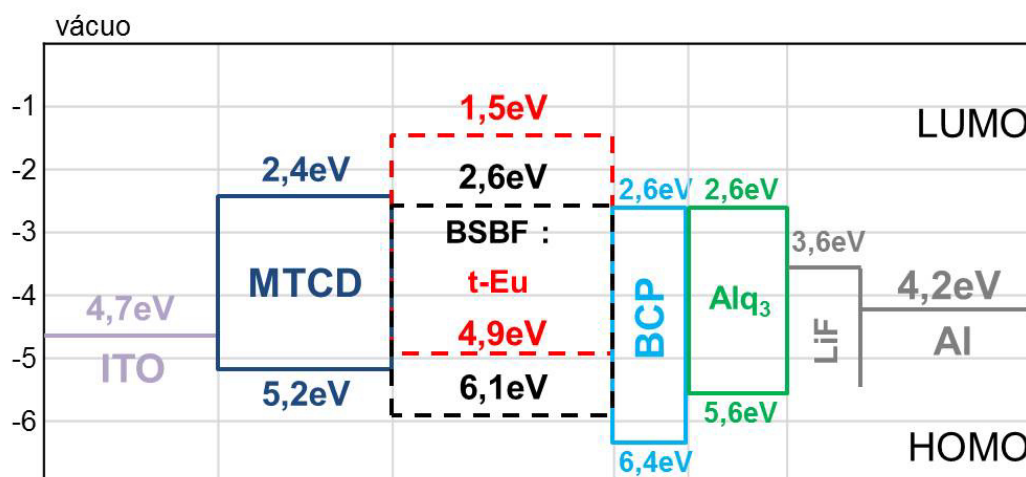 vácuo
-1
-2
-3
-4
-5
-6
LUMO
HOMO
4,7eV
ITO
2,4eV
MTCD
5,2eV
1,5eV
2,6eV
BSBF :
t-Eu
4,9eV
6,1eV
2,6eV
BCP
6,4eV
2,6eV
Alq₃
5,6eV
3,6eV
LiF
4,2eV
Al